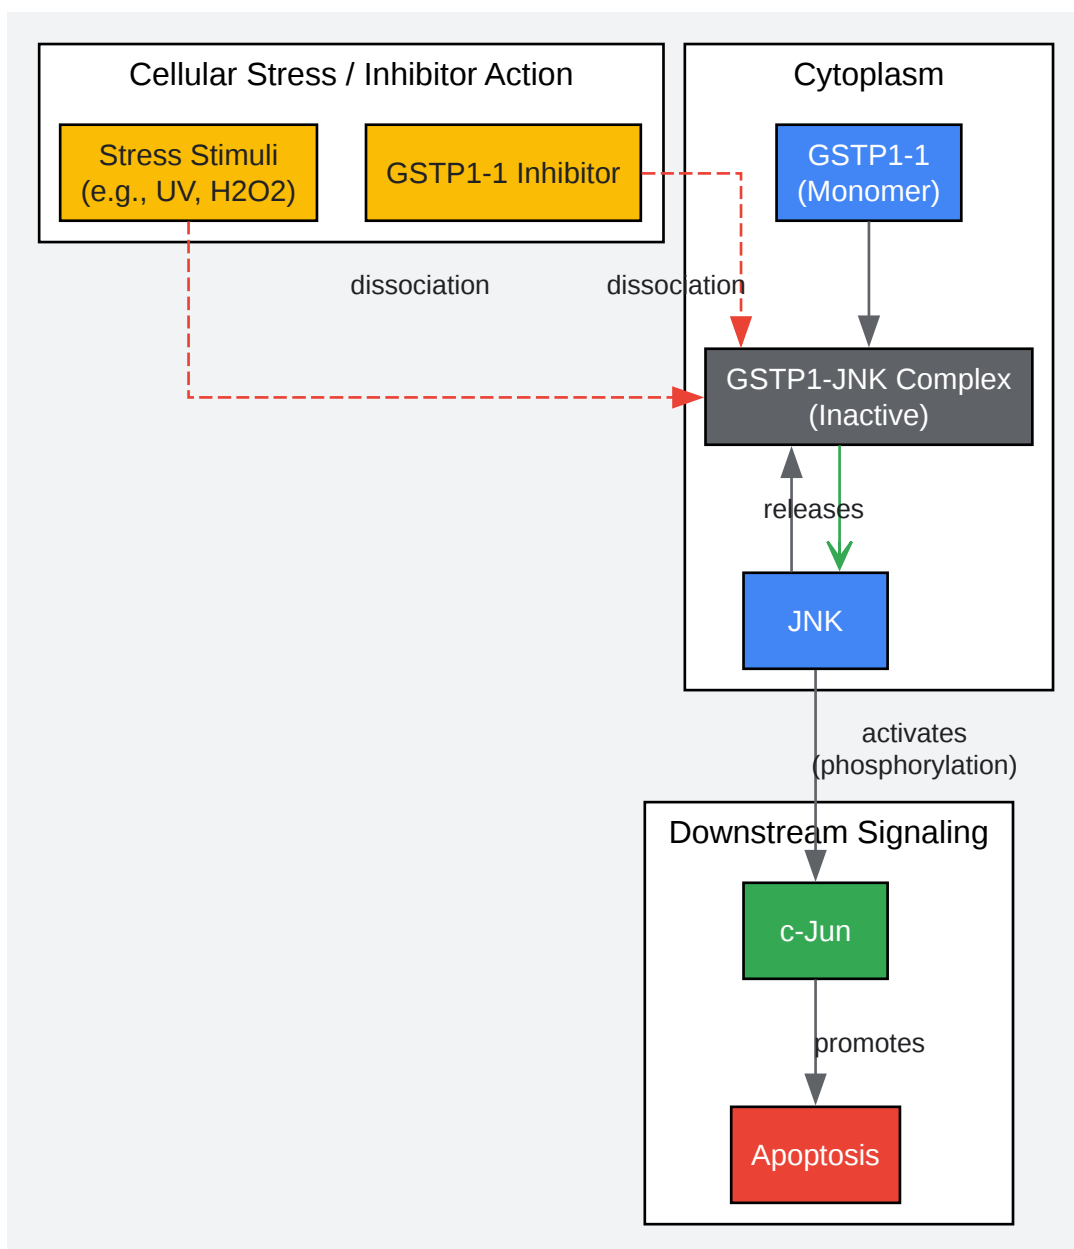 Cellular Stress / Inhibitor Action
Cytoplasm
Stress Stimuli
(e.g., UV, H2O2)
GSTP1-1 Inhibitor
GSTP1-1
(Monomer)
dissociation
dissociation
GSTP1-JNK Complex
(Inactive)
releases
JNK
activates
(phosphorylation)
Downstream Signaling
c-Jun
promotes
Apoptosis